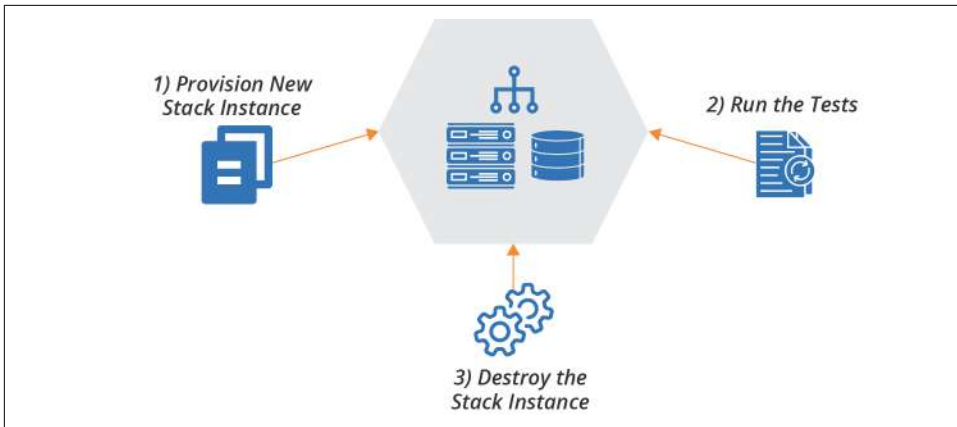 1) Provision New
Stack Instance
2) Run the Tests
3) Destroy the
Stack Instance